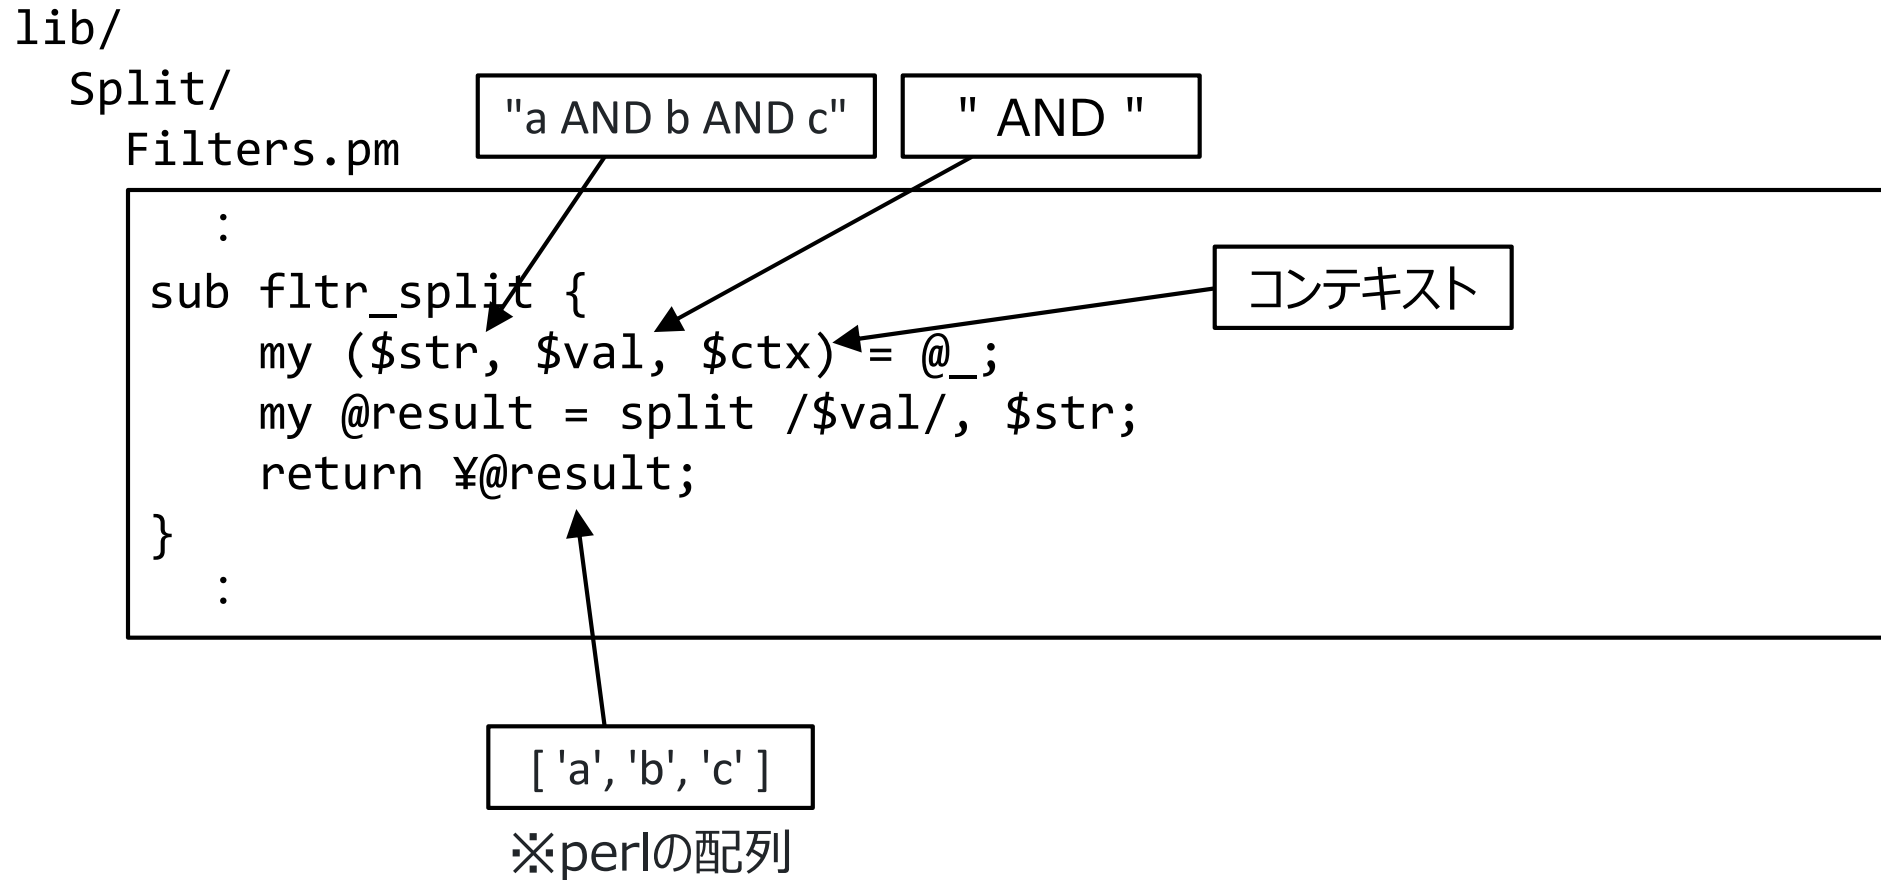 lib/
Split/
Filters.pm
"a AND b AND c"
" AND "
:
sub fltr_split {
コンテキスト
my ($str, $val, $ctx) = @_;
my @result = split /$val/, $str;
return ¥@result;
}
:
[ 'a', 'b', 'c' ]
※perlの配列